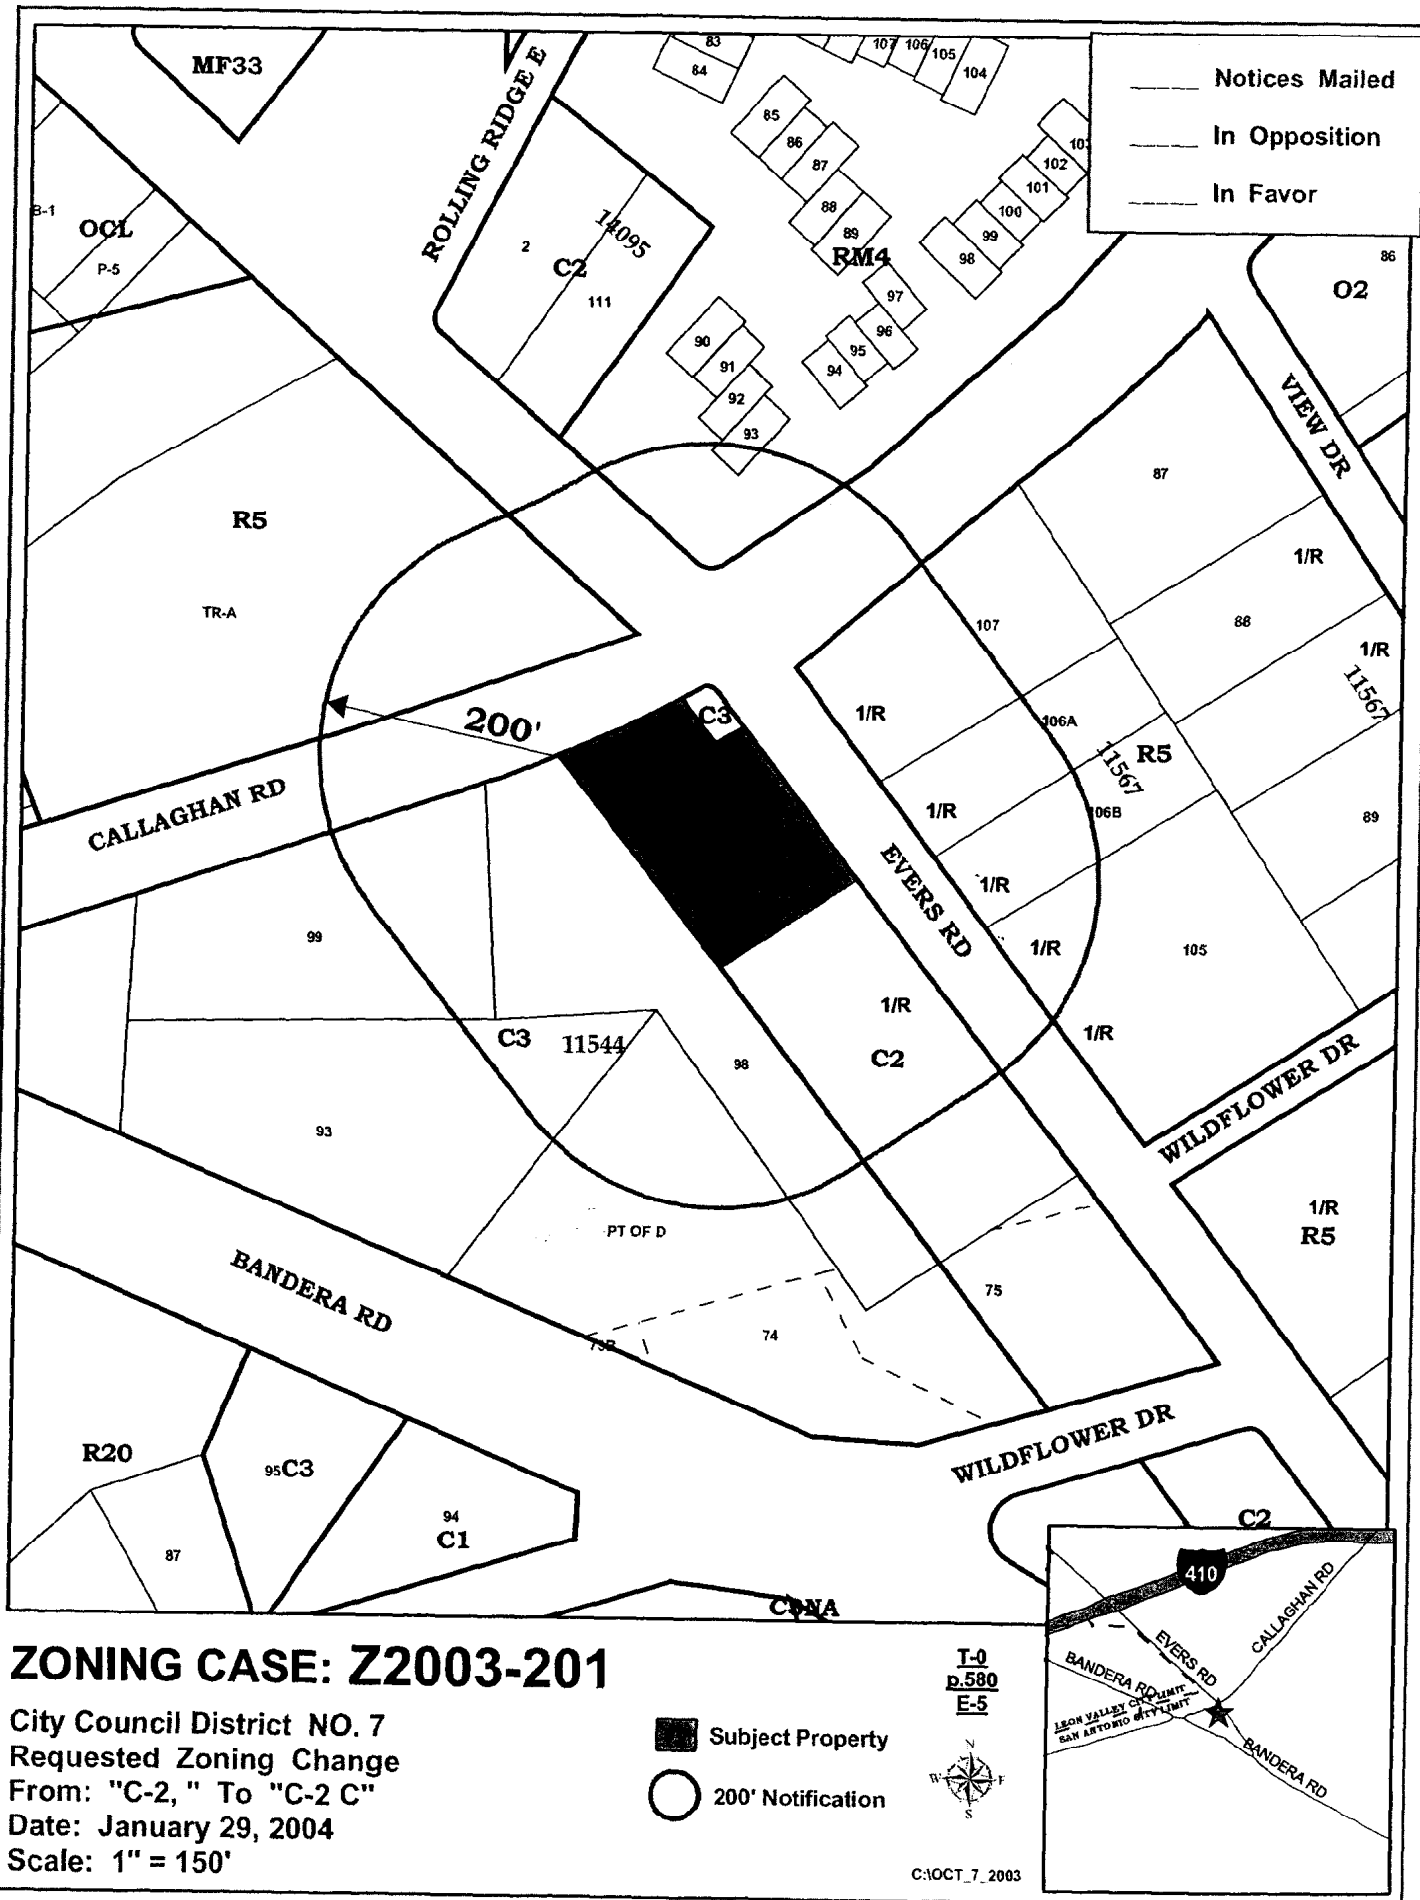 MF33
ROLLING RIDGE E
83
84
107
106
105
104
Notices Mailed
In Opposition
In Favor
85
86
87
88
89
RM4
102
101
100
99
98
97
96
95
94
90
91
92
93
B-1
OCL
P-5
2
14095
C2
111
86
O2
VIEW DR
R5
TR-A
87
1/R
88
1/R
11567
107
1/R
106A
R5
11567
106B
89
200'
C3
CALLAGHAN RD
1/R
EVERS RD
1/R
1/R
105
99
1/R
C2
1/R
C3
11544
98
93
WILDFLOWER DR
1/R
R5
PT OF D
BANDERA RD
75
74
WILDFLOWER DR
R20
95
C3
94
C1
87
C2
410
CALLAGHAN RD
EVERS RD
BANDERA RD
LEON VALLEY CITY LIMIT
SAN ANTONIO CITY LIMIT
BANDERA RD
ZONING CASE: Z2003-201
City Council District NO. 7
Requested Zoning Change
From: "C-2, " To "C-2 C"
Date: January 29, 2004
Scale: 1" = 150'
Subject Property
200' Notification
T-0
p.580
E-5
N
W E
S
C:\OCT_7_2003